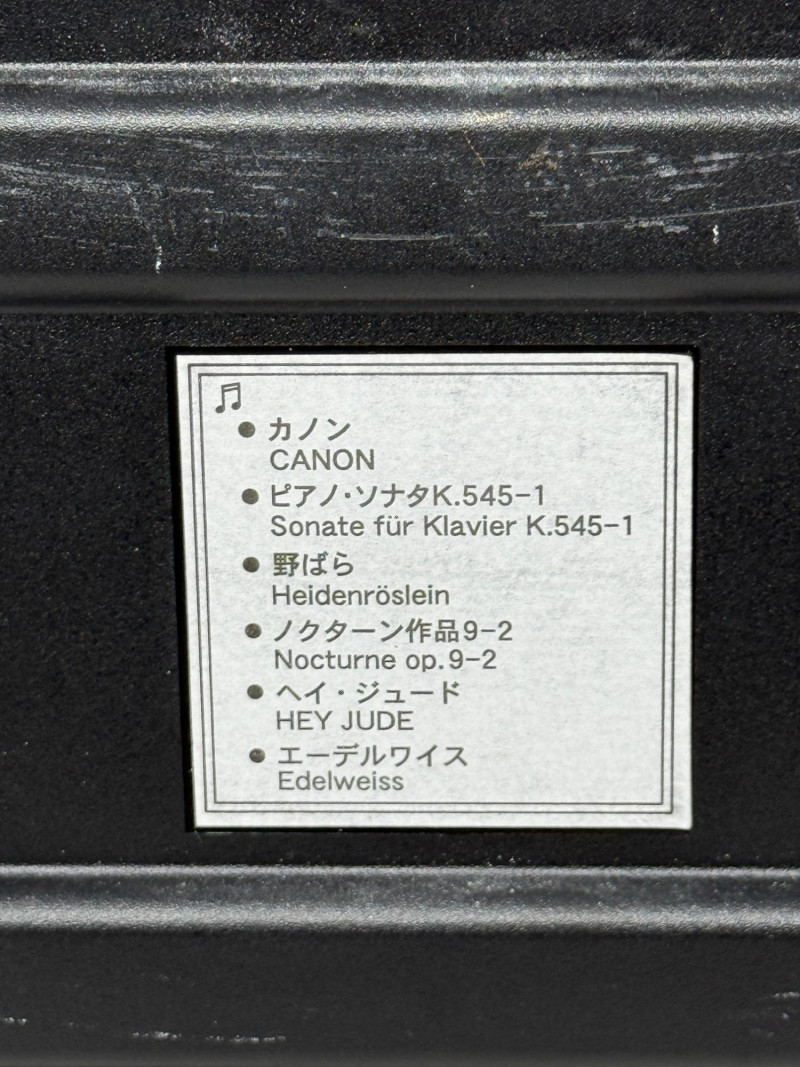 ● カノン
CANON
● ピアノ・ソナタK.545-1
Sonate für Klavier K.545-1
● 野ばら
Heidenröslein
● ノクターン作品9-2
Nocturne op.9-2
● ヘイ・ジュード
HEY JUDE
● エーデルワイス
Edelweiss